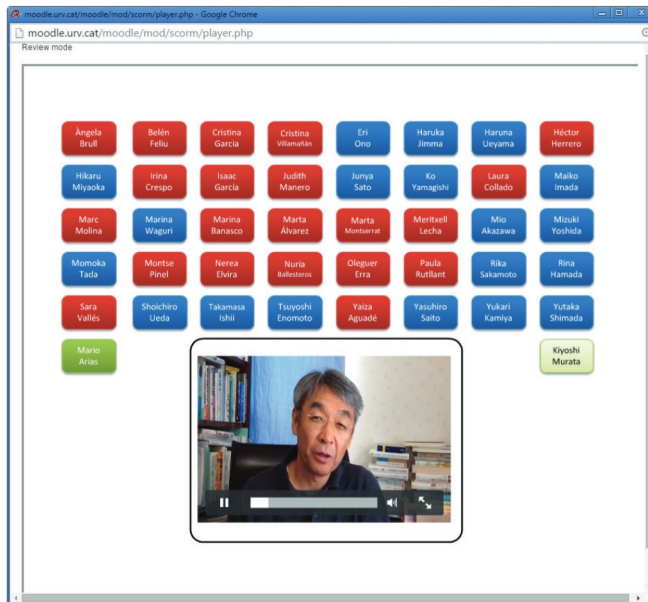 moodle.urv.cat/moodle/mod/scorm/player.php - Google Chrome
moodle.urv.cat/moodle/mod/scorm/player.php
Review mode
Àngela Brull
Belén Feliu
Cristina García
Cristina Villamañán
Eri Ono
Haruka Jimma
Haruna Ueyama
Héctor Herrero
Hikaru Miyaoka
Irina Crespo
Isaac García
Judith Manero
Junya Sato
Ko Yamagishi
Laura Collado
Maiko Imada
Marc Molina
Marina Waguri
Marina Banasco
Marta Álvarez
Marta Montserrat
Meritxell Lecha
Mio Akazawa
Mizuki Yoshida
Momoka Tada
Montse Pinel
Nerea Elvira
Nuria Ballesteros
Oleguer Erra
Paula Rutllant
Rika Sakamoto
Rina Hamada
Sara Vallés
Shoichiro Ueda
Takamasa Ishii
Tsuyoshi Enomoto
Yaiza Aguadé
Yasuhiro Saito
Yukari Kamiya
Yutaka Shimada
Mario Arias
Kiyoshi Murata